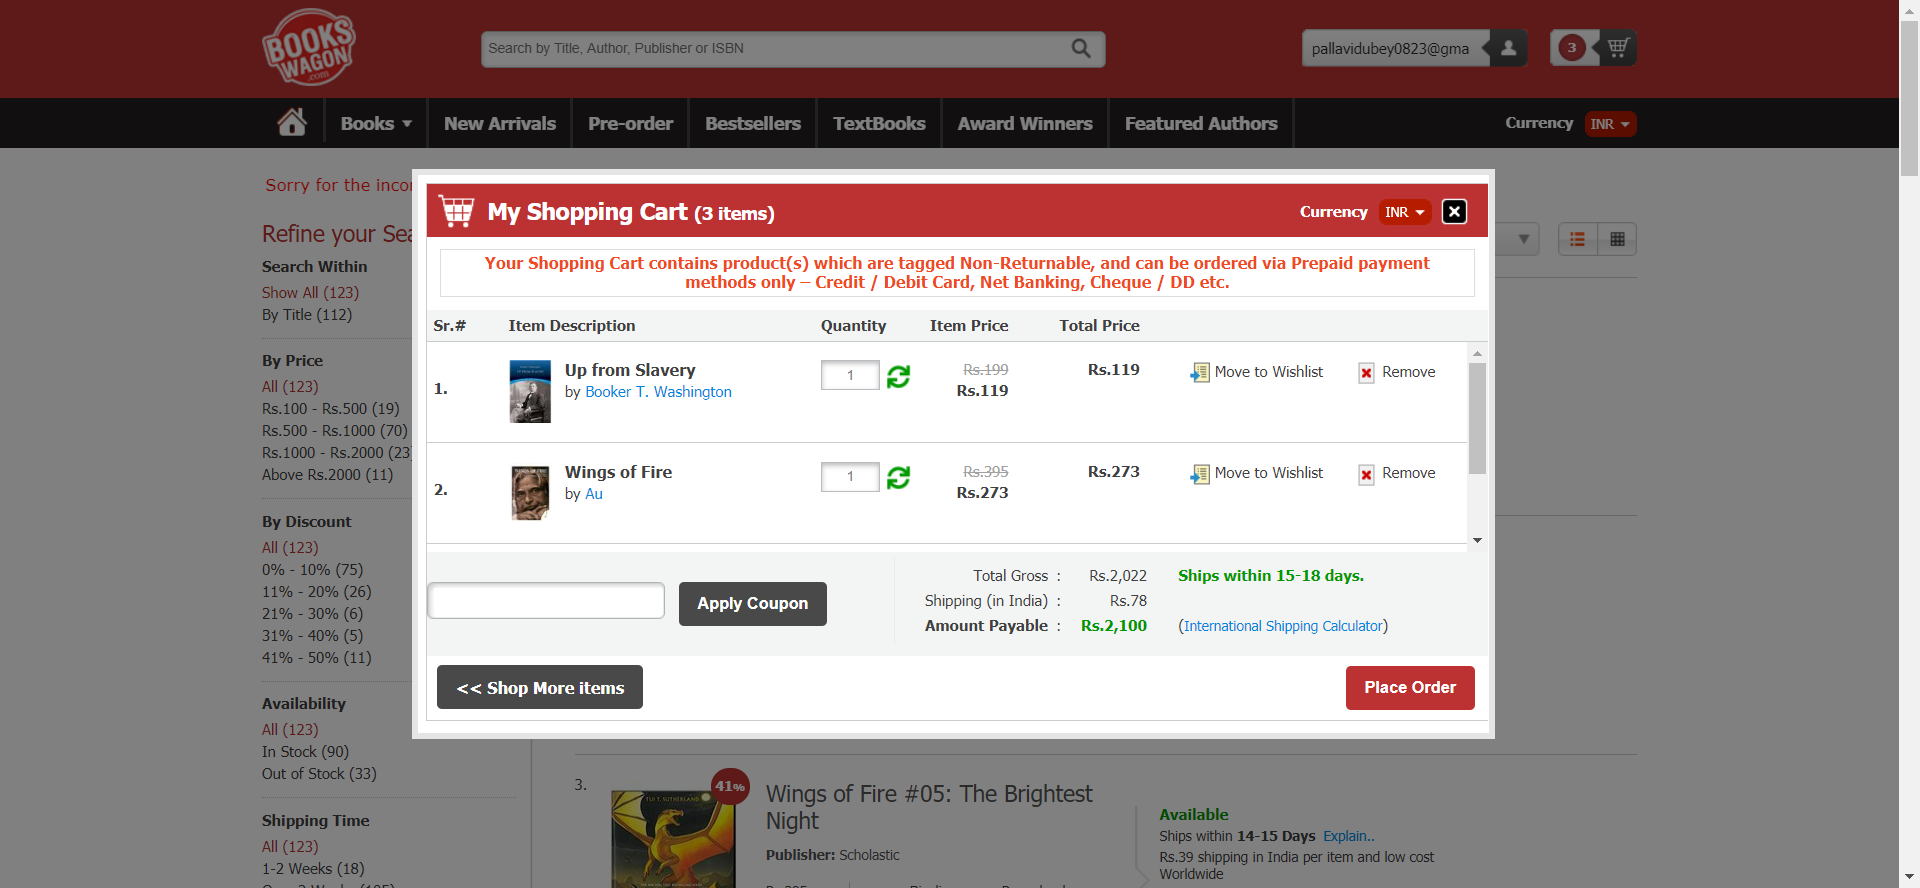 BOOKS
WAGON
.com
Search by Title, Author, Publisher or ISBN
pallavidubey0823@gma
3
Books
New Arrivals
Pre-order
Bestsellers
TextBooks
Award Winners
Featured Authors
Currency
INR
Sorry for the
Refine your
Search Within
Show All (123)
By Title (112)
By Price
All (123)
Rs.100 - Rs.500 (19)
Rs.500 - Rs.1000 (70)
Rs.1000 - Rs.2000 (23
Above Rs.2000 (11)
By Discount
All (123)
0% - 10% (75)
11% - 20% (26)
21% - 30% (6)
31% - 40% (5)
41% - 50% (11)
Availability
All (123)
In Stock (90)
Out of Stock (33)
Shipping Time
All (123)
1-2 Weeks (18)
My Shopping Cart (3 items)
Currency
INR
Your Shopping Cart contains product(s) which are tagged Non-Returnable, and can be ordered via Prepaid payment
methods only – Credit / Debit Card, Net Banking, Cheque / DD etc.
Sr.# Item Description Quantity Item Price Total Price
1.
Up from Slavery
by Booker T. Washington
1
Rs.199
Rs.119
Rs.119
Move to Wishlist
Remove
2.
Wings of Fire
by Au
1
Rs.395
Rs.273
Rs.273
Move to Wishlist
Remove
Apply Coupon
Total Gross : Rs.2,022
Ships within 15-18 days.
Shipping (in India) : Rs.78
Amount Payable : Rs.2,100
(International Shipping Calculator)
<< Shop More items
Place Order
3.
41%
TUI T. SUTHERLAND
Wings of Fire #05: The Brightest
Night
Publisher: Scholastic
Available
Ships within 14-15 Days Explain..
Rs.39 shipping in India per item and low cost
Worldwide